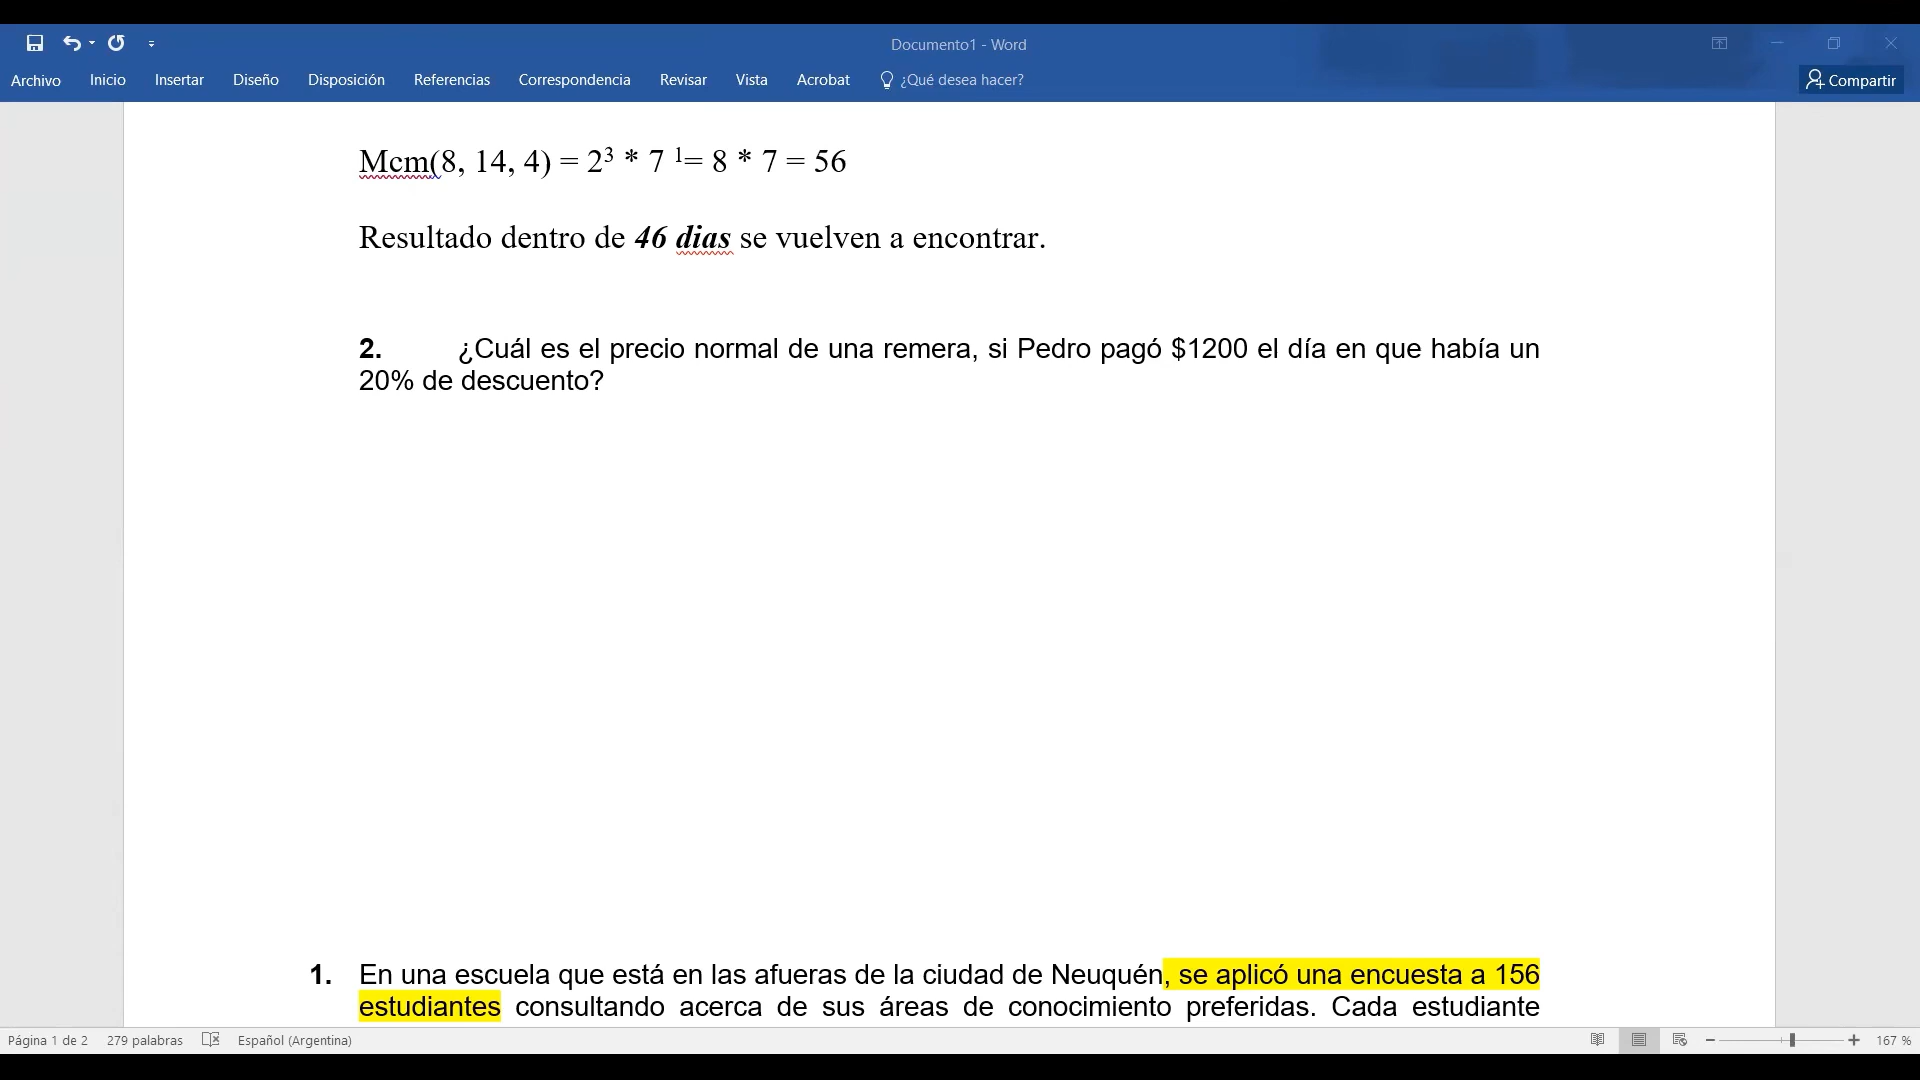 Documento1 - Word
Archivo Inicio Insertar Diseño Disposición Referencias Correspondencia Revisar Vista Acrobat ¿Qué desea hacer? Compartir
Mcm(8, 14, 4) = 2³ * 7 ¹= 8 * 7 = 56
Resultado dentro de 46 dias se vuelven a encontrar.
2. ¿Cuál es el precio normal de una remera, si Pedro pagó $1200 el día en que había un
20% de descuento?
1. En una escuela que está en las afueras de la ciudad de Neuquén, se aplicó una encuesta a 156
estudiantes consultando acerca de sus áreas de conocimiento preferidas. Cada estudiante
Página 1 de 2 279 palabras Español (Argentina) 167 %